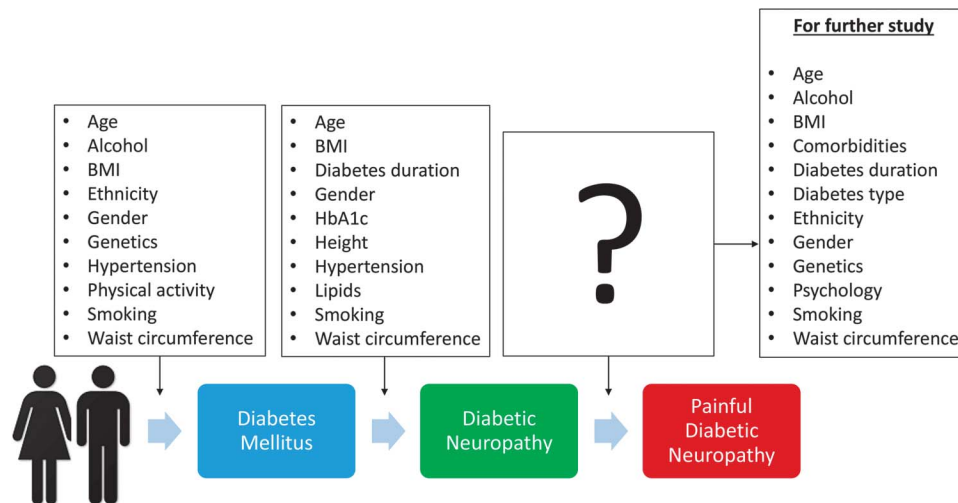 For further study
• Age
• Alcohol
• BMI
• Comorbidities
• Diabetes duration
• Diabetes type
• Ethnicity
• Gender
• Genetics
• Psychology
• Smoking
• Waist circumference
• Age
• Alcohol
• BMI
• Ethnicity
• Gender
• Genetics
• Hypertension
• Physical activity
• Smoking
• Waist circumference
• Age
• BMI
• Diabetes duration
• Gender
• HbA1c
• Height
• Hypertension
• Lipids
• Smoking
• Waist circumference
?
Diabetes
Mellitus
Diabetic
Neuropathy
Painful
Diabetic
Neuropathy